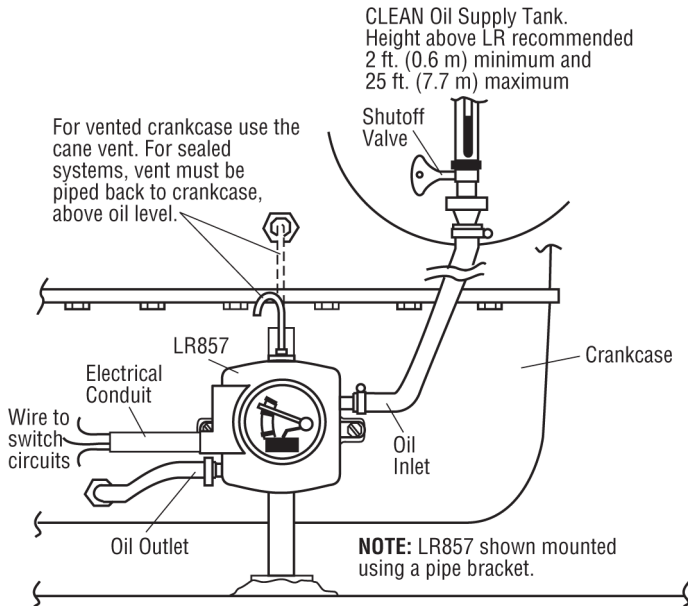 CLEAN Oil Supply Tank.
Height above LR recommended
2 ft. (0.6 m) minimum and
25 ft. (7.7 m) maximum
Shutoff
Valve
For vented crankcase use the
cane vent. For sealed
systems, vent must be
piped back to crankcase,
above oil level.
LR857
Electrical
Conduit
Crankcase
Wire to
switch
circuits
Oil
Inlet
Oil Outlet
NOTE: LR857 shown mounted
using a pipe bracket.